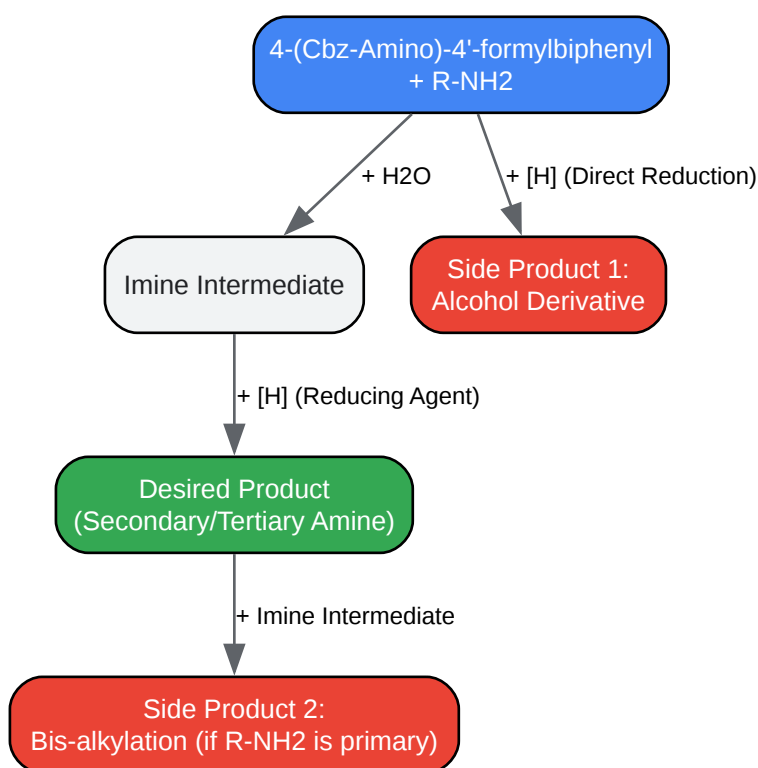 4-(Cbz-Amino)-4'-formylbiphenyl
+ R-NH2
+ H2O
+ [H] (Direct Reduction)
Imine Intermediate
Side Product 1:
Alcohol Derivative
+ [H] (Reducing Agent)
Desired Product
(Secondary/Tertiary Amine)
+ Imine Intermediate
Side Product 2:
Bis-alkylation (if R-NH2 is primary)